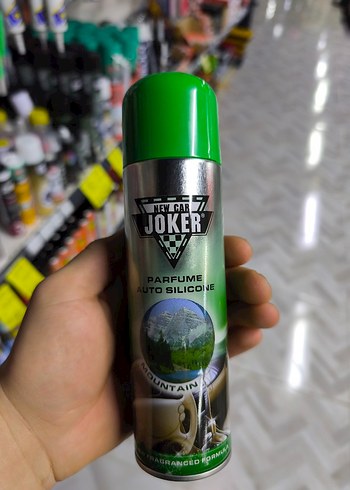 NEW CAR
JOKER®
PARFUME
AUTO SILICONE
MOUNTAIN
FRAGRANCED FORMULA